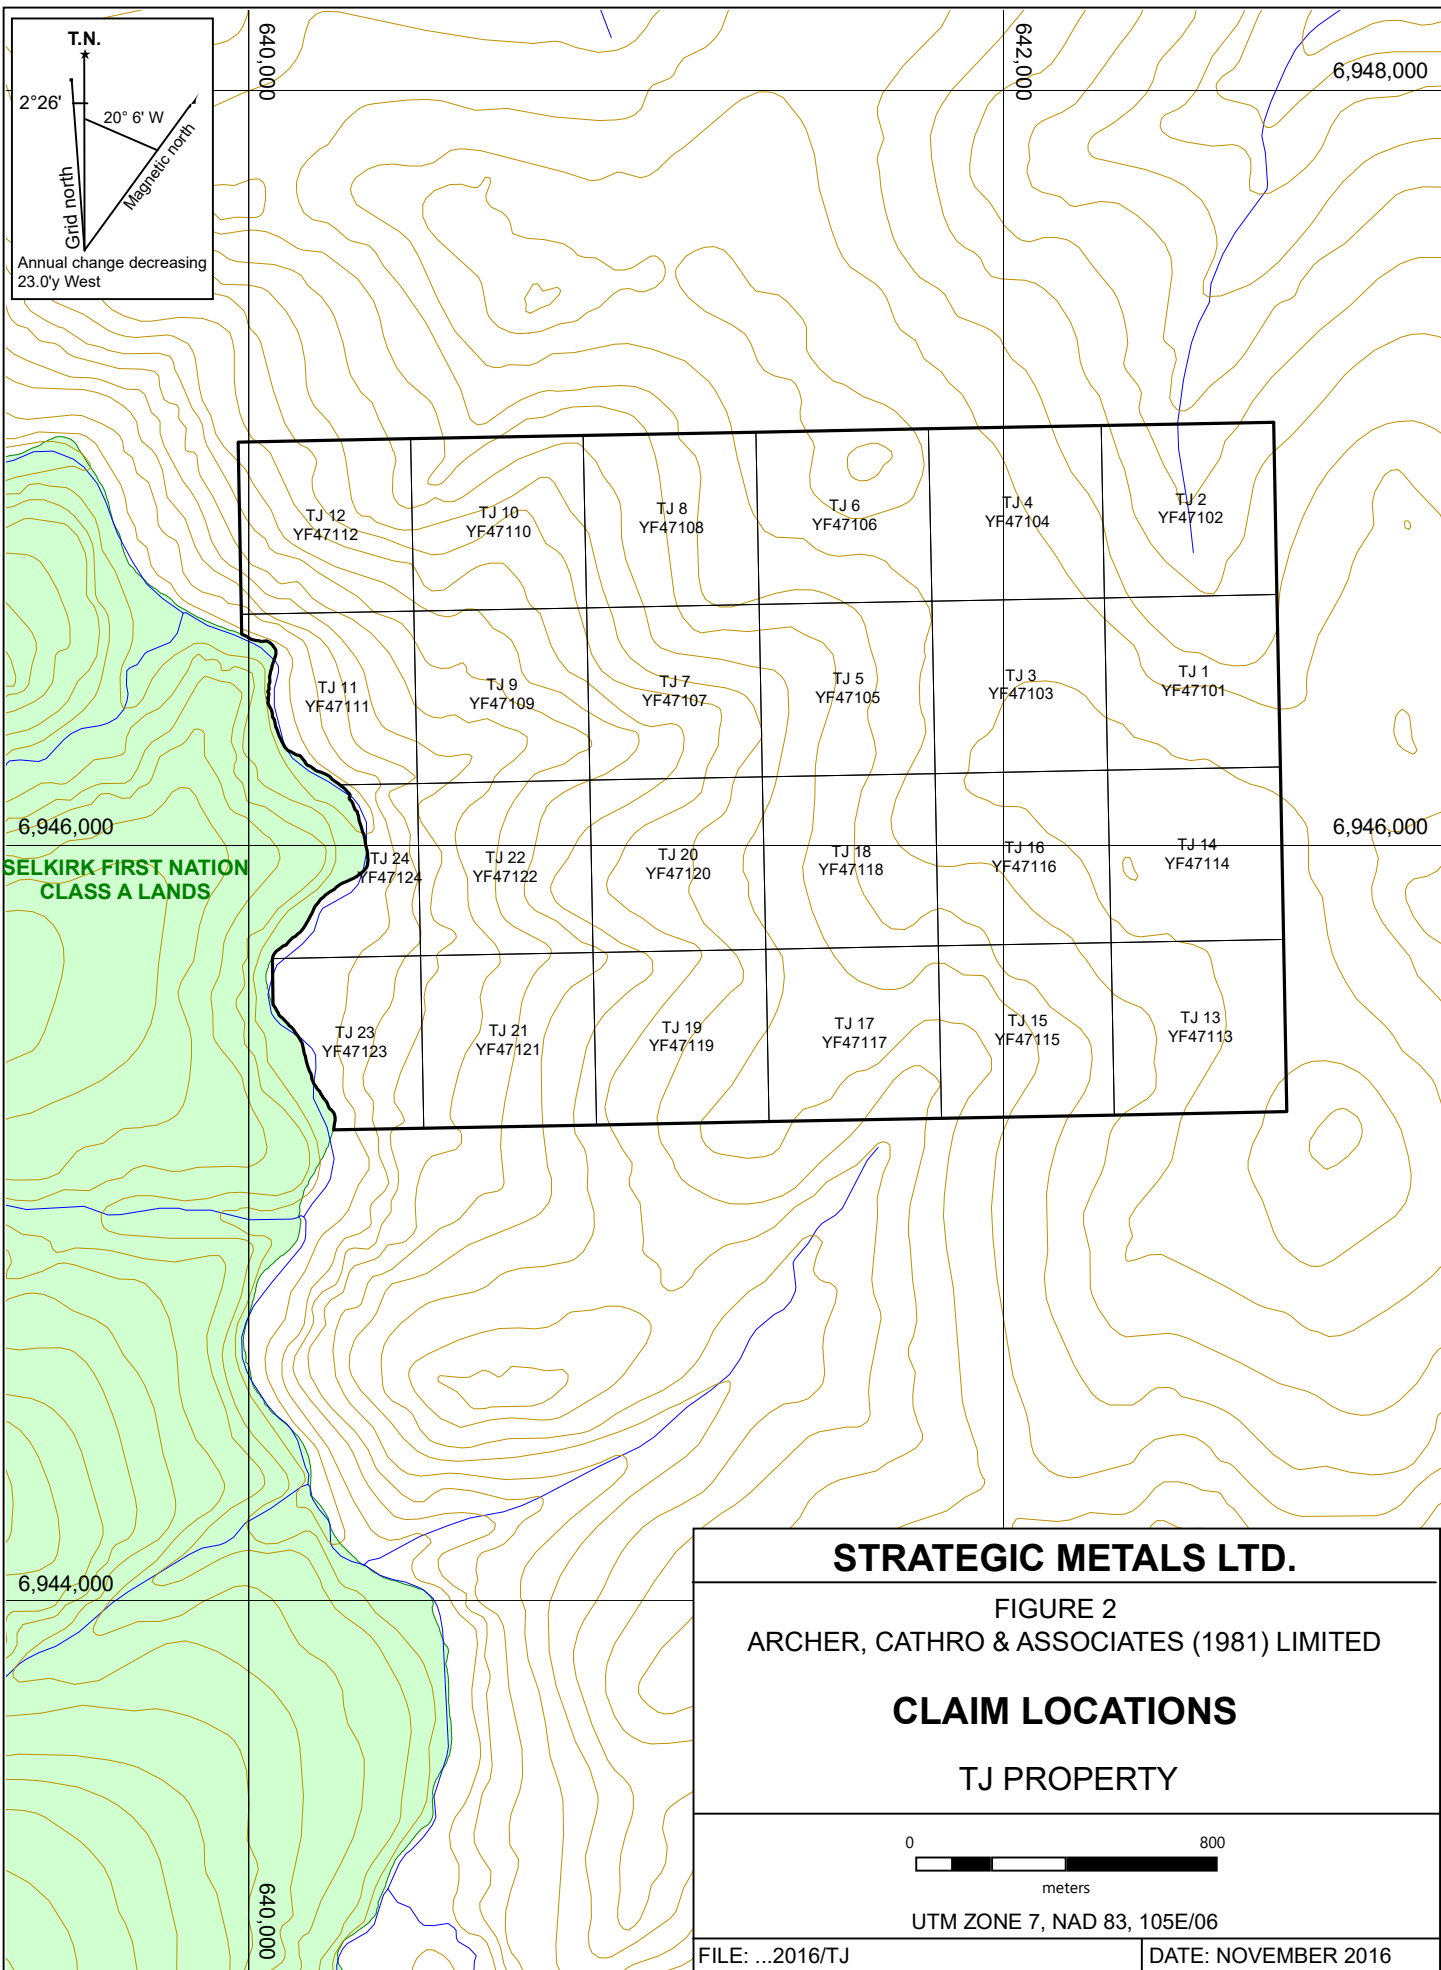 T.N.
2°26'
20° 6' W
Grid north
Magnetic north
Annual change decreasing
23.0'y West
640,000
642,000
6,948,000
TJ 12
YF47112
TJ 10
YF47110
TJ 8
YF47108
TJ 6
YF47106
TJ 4
YF47104
TJ 2
YF47102
TJ 11
YF47111
TJ 9
YF47109
TJ 7
YF47107
TJ 5
YF47105
TJ 3
YF47103
TJ 1
YF47101
6,946,000
6,946,000
SELKIRK FIRST NATION
CLASS A LANDS
TJ 24
YF47124
TJ 22
YF47122
TJ 20
YF47120
TJ 18
YF47118
TJ 16
YF47116
TJ 14
YF47114
TJ 23
YF47123
TJ 21
YF47121
TJ 19
YF47119
TJ 17
YF47117
TJ 15
YF47115
TJ 13
YF47113
6,944,000
640,000
STRATEGIC METALS LTD.
FIGURE 2
ARCHER, CATHRO & ASSOCIATES (1981) LIMITED
CLAIM LOCATIONS
TJ PROPERTY
0 800
meters
UTM ZONE 7, NAD 83, 105E/06
FILE: ...2016/TJ
DATE: NOVEMBER 2016